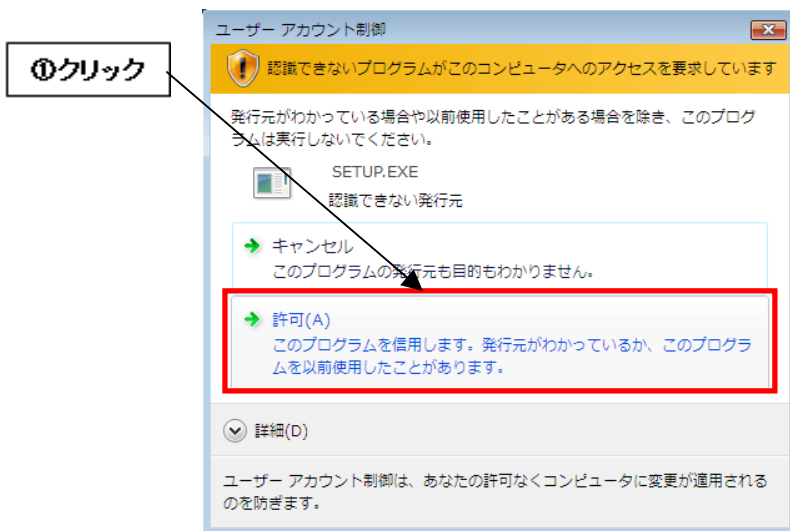 ユーザー アカウント制御
①クリック
認識できないプログラムがこのコンピュータへのアクセスを要求しています
発行元がわかっている場合や以前使用したことがある場合を除き、このプログ
ラムは実行しないでください。
SETUP.EXE
認識できない発行元
キャンセル
このプログラムの発行元も目的もわかりません。
許可(A)
このプログラムを信用します。発行元がわかっているか、このプログラ
ムを以前使用したことがあります。
詳細(D)
ユーザー アカウント制御は、あなたの許可なくコンピュータに変更が適用される
のを防ぎます。